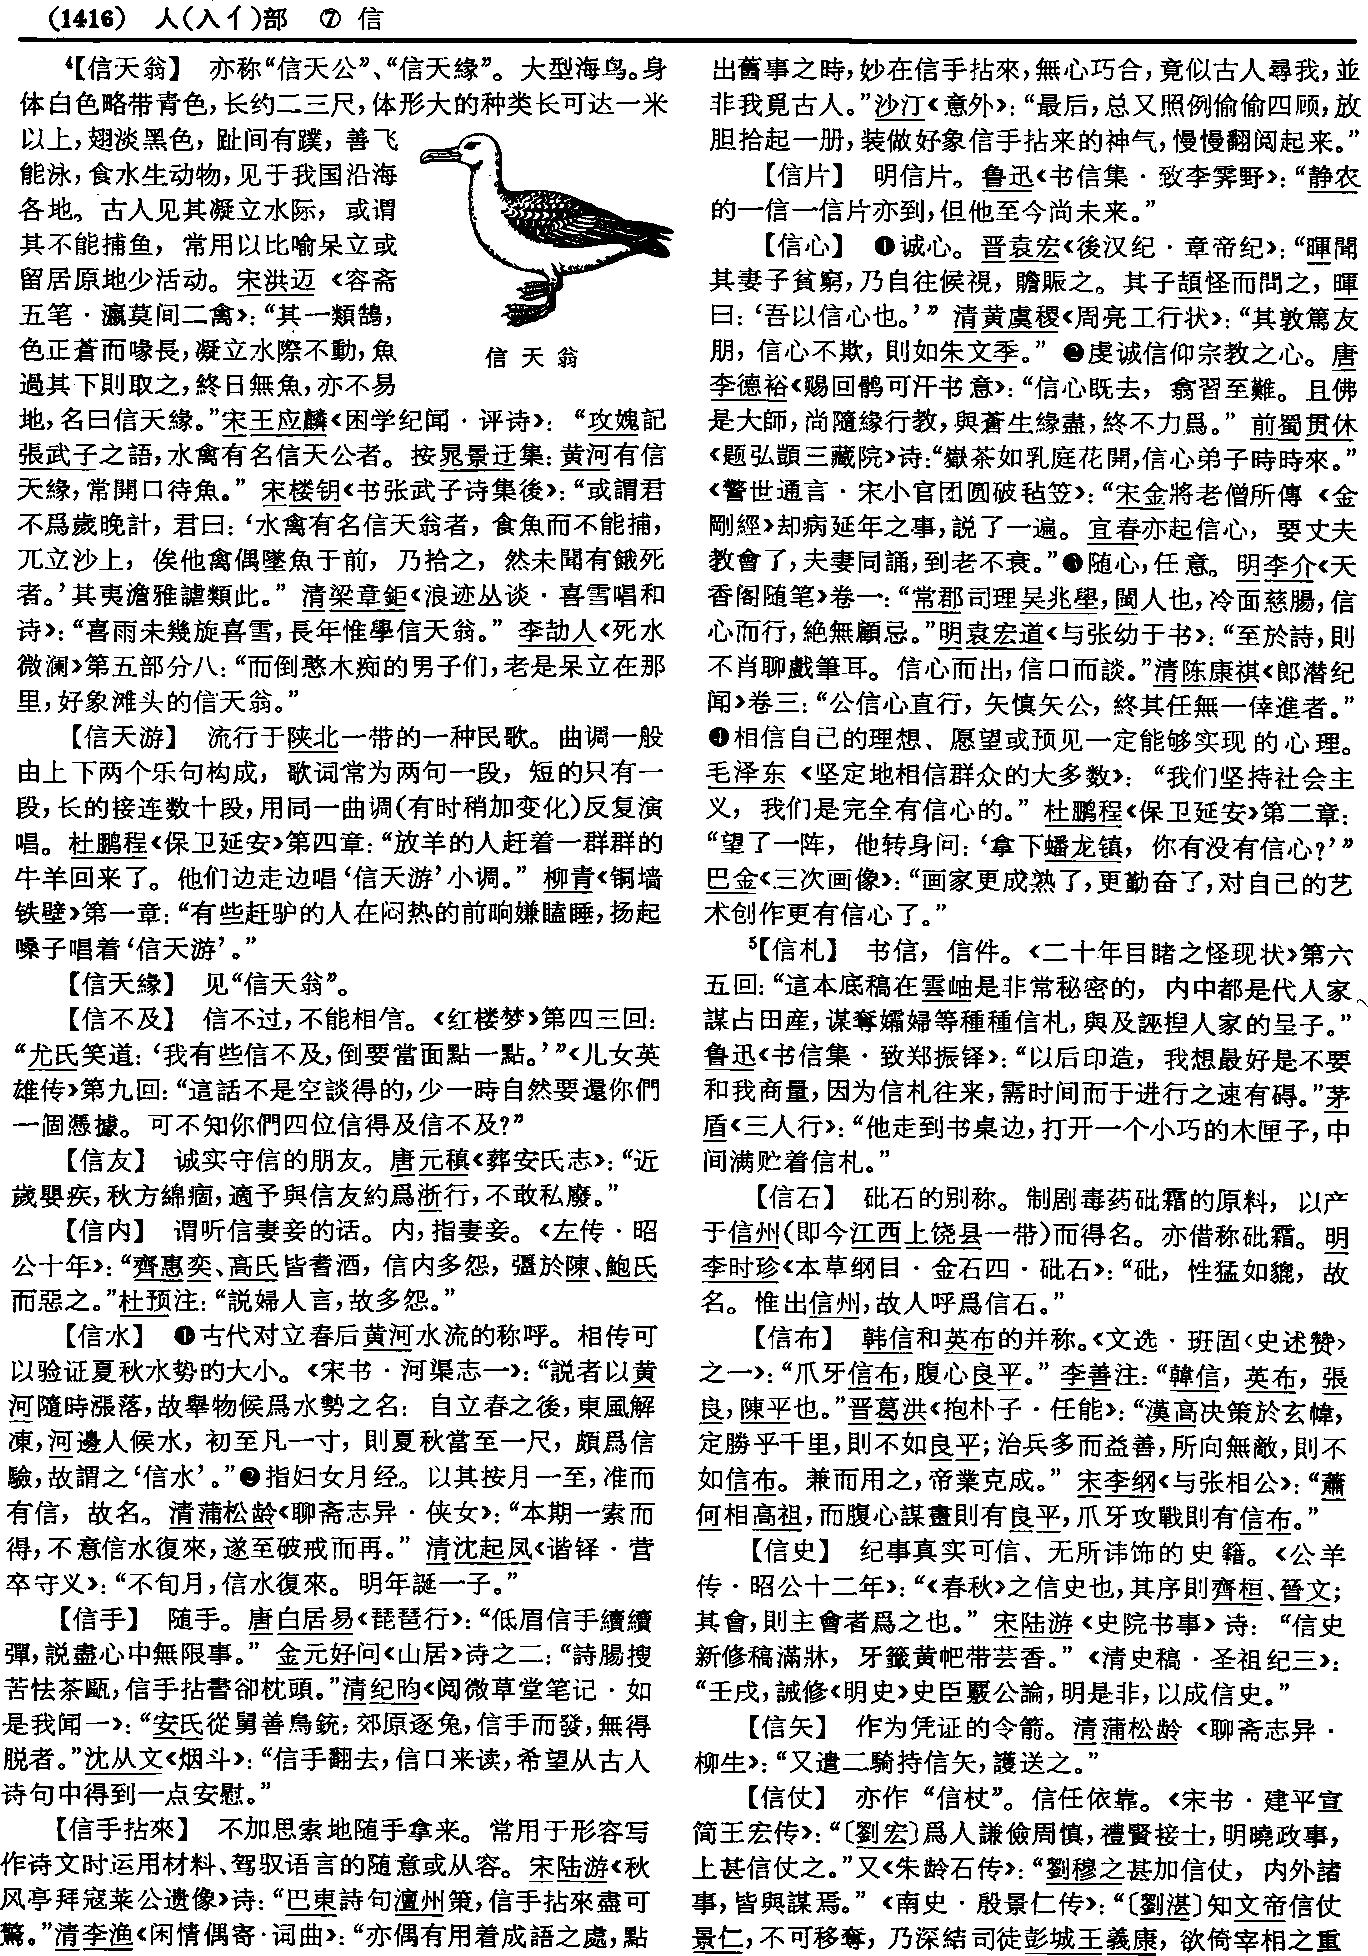 (1416) 人(入亻)部 ⑦ 信
⁴【信天翁】 亦称“信天公”、“信天緣”。大型海鸟。身
体白色略带青色，长约二三尺，体形大的种类长可达一米
以上，翅淡黑色，趾间有蹼，善飞
能泳，食水生动物，见于我国沿海
各地。古人见其凝立水际，或谓
其不能捕鱼，常用以比喻呆立或
留居原地少活动。宋洪迈《容斋
五笔·瀛莫间二禽》：“其一類鵠，
色正蒼而喙長，凝立水際不動，魚
過其下則取之，終日無魚，亦不易
地，名曰信天緣。”宋王应麟《困学纪闻·评诗》：“攻媿記
張武子之語，水禽有名信天公者。按晁景迂集：黄河有信
天緣，常開口待魚。”宋楼钥《书张武子诗集後》：“或謂君
不爲歲晚計，君曰：‘水禽有名信天翁者，食魚而不能捕，
兀立沙上，俟他禽偶墜魚于前，乃拾之，然未聞有餓死
者。’其夷澹雅謔類此。”清梁章鉅《浪迹丛谈·喜雪唱和
诗》：“喜雨未幾旋喜雪，長年惟學信天翁。”李劼人《死水
微澜》第五部分八：“而倒憨木痴的男子们，老是呆立在那
里，好象滩头的信天翁。”
【信天游】 流行于陕北一带的一种民歌。曲调一般
由上下两个乐句构成，歌词常为两句一段，短的只有一
段，长的接连数十段，用同一曲调(有时稍加变化)反复演
唱。杜鹏程《保卫延安》第四章：“放羊的人赶着一群群的
牛羊回来了。他们边走边唱‘信天游’小调。”柳青《铜墙
铁壁》第一章：“有些赶驴的人在闷热的前晌嫌瞌睡，扬起
嗓子唱着‘信天游’。”
【信天緣】 见“信天翁”。
【信不及】 信不过，不能相信。《红楼梦》第四三回：
“尤氏笑道：‘我有些信不及，倒要當面點一點。’”《儿女英
雄传》第九回：“這話不是空談得的，少一時自然要還你們
一個憑據。可不知你們四位信得及信不及？”
【信友】 诚实守信的朋友。唐元稹《葬安氏志》：“近
歲嬰疾，秋方綿痼，適予與信友約爲浙行，不敢私廢。”
【信内】 谓听信妻妾的话。内，指妻妾。《左传·昭
公十年》：“齊惠奕、高氏皆耆酒，信内多怨，彊於陳、鮑氏
而惡之。”杜预注：“説婦人言，故多怨。”
【信水】 ❶古代对立春后黄河水流的称呼。相传可
以验证夏秋水势的大小。《宋书·河渠志一》：“説者以黄
河隨時漲落，故舉物候爲水勢之名：自立春之後，東風解
凍，河邊人候水，初至凡一寸，則夏秋當至一尺，頗爲信
驗，故謂之‘信水’。”❷指妇女月经。以其按月一至，准而
有信，故名。清蒲松龄《聊斋志异·侠女》：“本期一索而
得，不意信水復來，遂至破戒而再。”清沈起凤《谐铎·营
卒守义》：“不旬月，信水復來。明年誕一子。”
【信手】 随手。唐白居易《琵琶行》：“低眉信手續續
彈，説盡心中無限事。”金元好问《山居》诗之二：“詩腸搜
苦怯茶甌，信手拈書卻枕頭。”清纪昀《阅微草堂笔记·如
是我闻一》：“安氏從舅善鳥銃，郊原逐兔，信手而發，無得
脱者。”沈从文《烟斗》：“信手翻去，信口来读，希望从古人
诗句中得到一点安慰。”
【信手拈來】 不加思索地随手拿来。常用于形容写
作诗文时运用材料、驾驭语言的随意或从容。宋陆游《秋
风亭拜寇莱公遗像》诗：“巴東詩句澶州策，信手拈來盡可
驚。”清李渔《闲情偶寄·词曲》：“亦偶有用着成語之處，點
出舊事之時，妙在信手拈來，無心巧合，竟似古人尋我，並
非我覓古人。”沙汀《意外》：“最后，总又照例偷偷四顾，放
胆拾起一册，装做好象信手拈来的神气，慢慢翻阅起来。”
【信片】 明信片。鲁迅《书信集·致李霁野》：“静农
的一信一信片亦到，但他至今尚未来。”
【信心】 ❶诚心。晋袁宏《後汉纪·章帝纪》：“暉聞
其妻子貧窮，乃自往候視，贍賑之。其子頡怪而問之，暉
曰：‘吾以信心也。’”清黄虞稷《周亮工行状》：“其敦篤友
朋，信心不欺，則如朱文季。”❷虔诚信仰宗教之心。唐
李德裕《赐回鹘可汗书意》：“信心既去，翕習至難。且佛
是大師，尚隨緣行教，與蒼生緣盡，終不力爲。”前蜀贯休
《题弘顗三藏院》诗：“嶽茶如乳庭花開，信心弟子時時來。”
《警世通言·宋小官团圆破毡笠》：“宋金將老僧所傳《金
剛經》却病延年之事，説了一遍。宜春亦起信心，要丈夫
教會了，夫妻同誦，到老不衰。”❸随心，任意。明李介《天
香阁随笔》卷一：“常郡司理吴兆壆，閩人也，冷面慈腸，信
心而行，絶無顧忌。”明袁宏道《与张幼于书》：“至於詩，則
不肖聊戲筆耳。信心而出，信口而談。”清陈康祺《郎潜纪
闻》卷三：“公信心直行，矢慎矢公，終其任無一倖進者。”
❹相信自己的理想、愿望或预见一定能够实现的心理。
毛泽东《坚定地相信群众的大多数》：“我们坚持社会主
义，我们是完全有信心的。”杜鹏程《保卫延安》第二章：
“望了一阵，他转身问：‘拿下蟠龙镇，你有没有信心？’”
巴金《三次画像》：“画家更成熟了，更勤奋了，对自己的艺
术创作更有信心了。”
⁵【信札】 书信，信件。《二十年目睹之怪现状》第六
五回：“這本底稿在雲岫是非常秘密的，内中都是代人家
謀占田産，谋奪孀婦等種種信札，與及誣捏人家的呈子。”
鲁迅《书信集·致郑振铎》：“以后印造，我想最好是不要
和我商量，因为信札往来，需时间而于进行之速有碍。”茅
盾《三人行》：“他走到书桌边，打开一个小巧的木匣子，中
间满贮着信札。”
【信石】 砒石的别称。制剧毒药砒霜的原料，以产
于信州(即今江西上饶县一带)而得名。亦借称砒霜。明
李时珍《本草纲目·金石四·砒石》：“砒，性猛如貔，故
名。惟出信州，故人呼爲信石。”
【信布】 韩信和英布的并称。《文选·班固〈史述赞〉
之一》：“爪牙信布，腹心良平。”李善注：“韓信，英布，張
良，陳平也。”晋葛洪《抱朴子·任能》：“漢高决策於玄幃，
定勝乎千里，則不如良平；治兵多而益善，所向無敵，則不
如信布。兼而用之，帝業克成。”宋李纲《与张相公》：“蕭
何相高祖，而腹心謀畫則有良平，爪牙攻戰則有信布。”
【信史】 纪事真实可信、无所讳饰的史籍。《公羊
传·昭公十二年》：“《春秋》之信史也，其序則齊桓、晉文；
其會，則主會者爲之也。”宋陆游《史院书事》诗：“信史
新修稿滿牀，牙籤黄帊带芸香。”《清史稿·圣祖纪三》：
“壬戌，誠修《明史》史臣覈公論，明是非，以成信史。”
【信矢】 作为凭证的令箭。清蒲松龄《聊斋志异·
柳生》：“又遣二騎持信矢，護送之。”
【信仗】 亦作“信杖”。信任依靠。《宋书·建平宣
简王宏传》：“〔劉宏〕爲人謙儉周慎，禮賢接士，明曉政事，
上甚信仗之。”又《朱龄石传》：“劉穆之甚加信仗，内外諸
事，皆與謀焉。”《南史·殷景仁传》：“〔劉湛〕知文帝信仗
景仁，不可移奪，乃深結司徒彭城王義康，欲倚宰相之重
信天翁